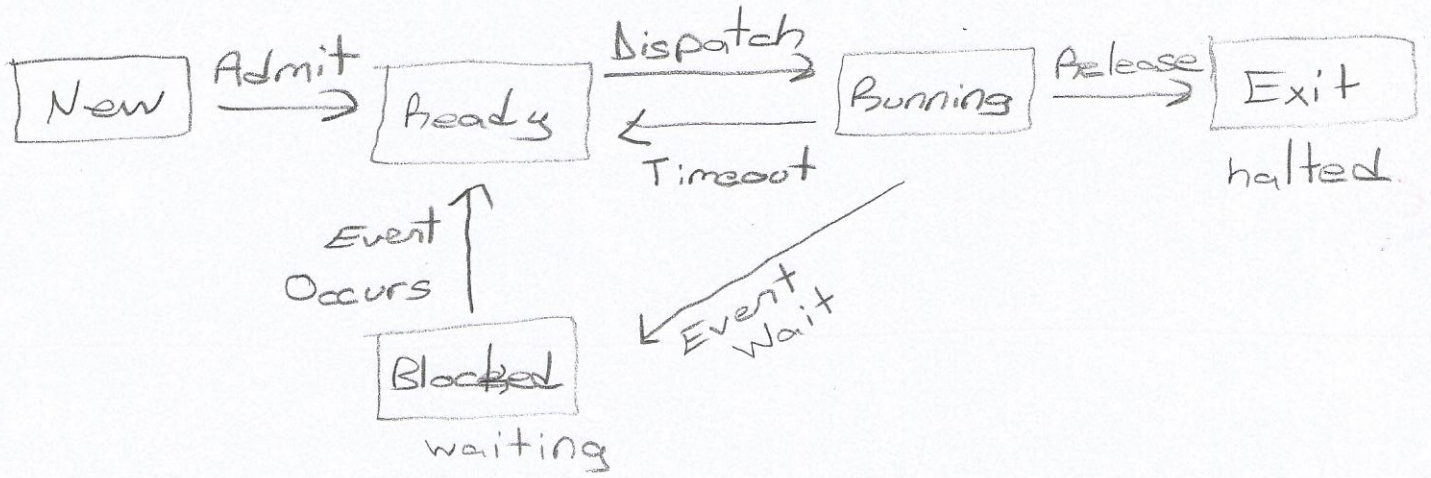 New
Admit
Ready
Dispatch
Timeout
Running
Release
Exit
halted
Event
Occurs
Event
Wait
Blocked
waiting